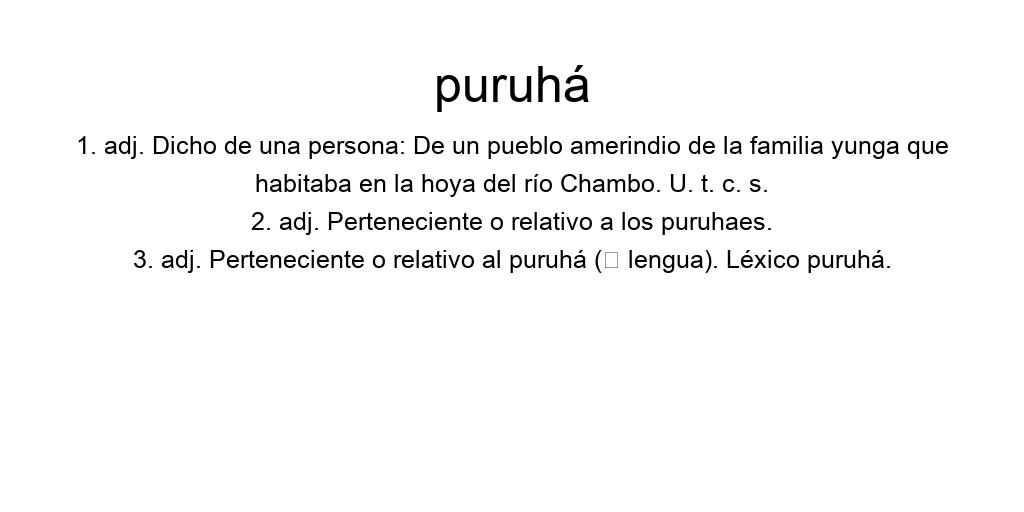 puruhá
1. adj. Dicho de una persona: De un pueblo amerindio de la familia yunga que
habitaba en la hoya del río Chambo. U. t. c. s.
2. adj. Perteneciente o relativo a los puruhaes.
3. adj. Perteneciente o relativo al puruhá (□ lengua). Léxico puruhá.